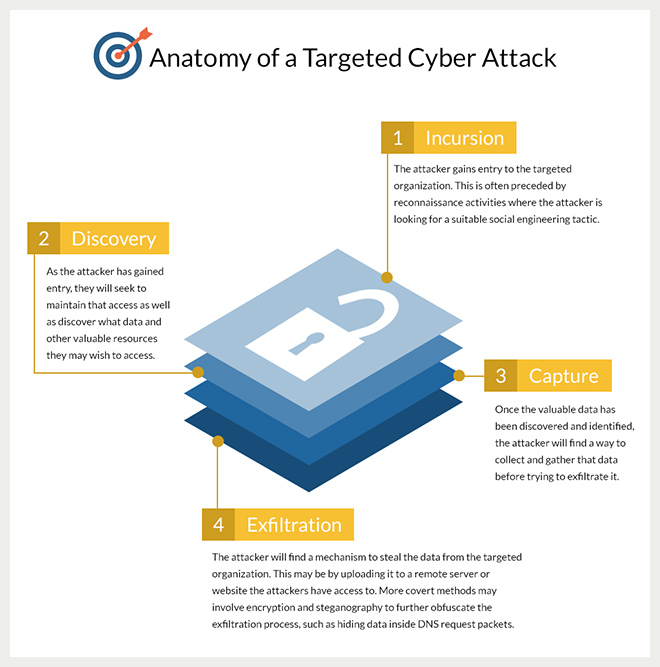 Anatomy of a Targeted Cyber Attack
1 Incursion
The attacker gains entry to the targeted
organization. This is often preceded by
reconnaissance activities where the attacker is
looking for a suitable social engineering tactic.
2 Discovery
As the attacker has gained
entry, they will seek to
maintain that access as well
as discover what data and
other valuable resources
they may wish to access.
3 Capture
Once the valuable data has
been discovered and identified,
the attacker will find a way to
collect and gather that data
before trying to exfiltrate it.
4 Exfiltration
The attacker will find a mechanism to steal the data from the targeted
organization. This may be by uploading it to a remote server or
website the attackers have access to. More covert methods may
involve encryption and steganography to further obfuscate the
exfiltration process, such as hiding data inside DNS request packets.